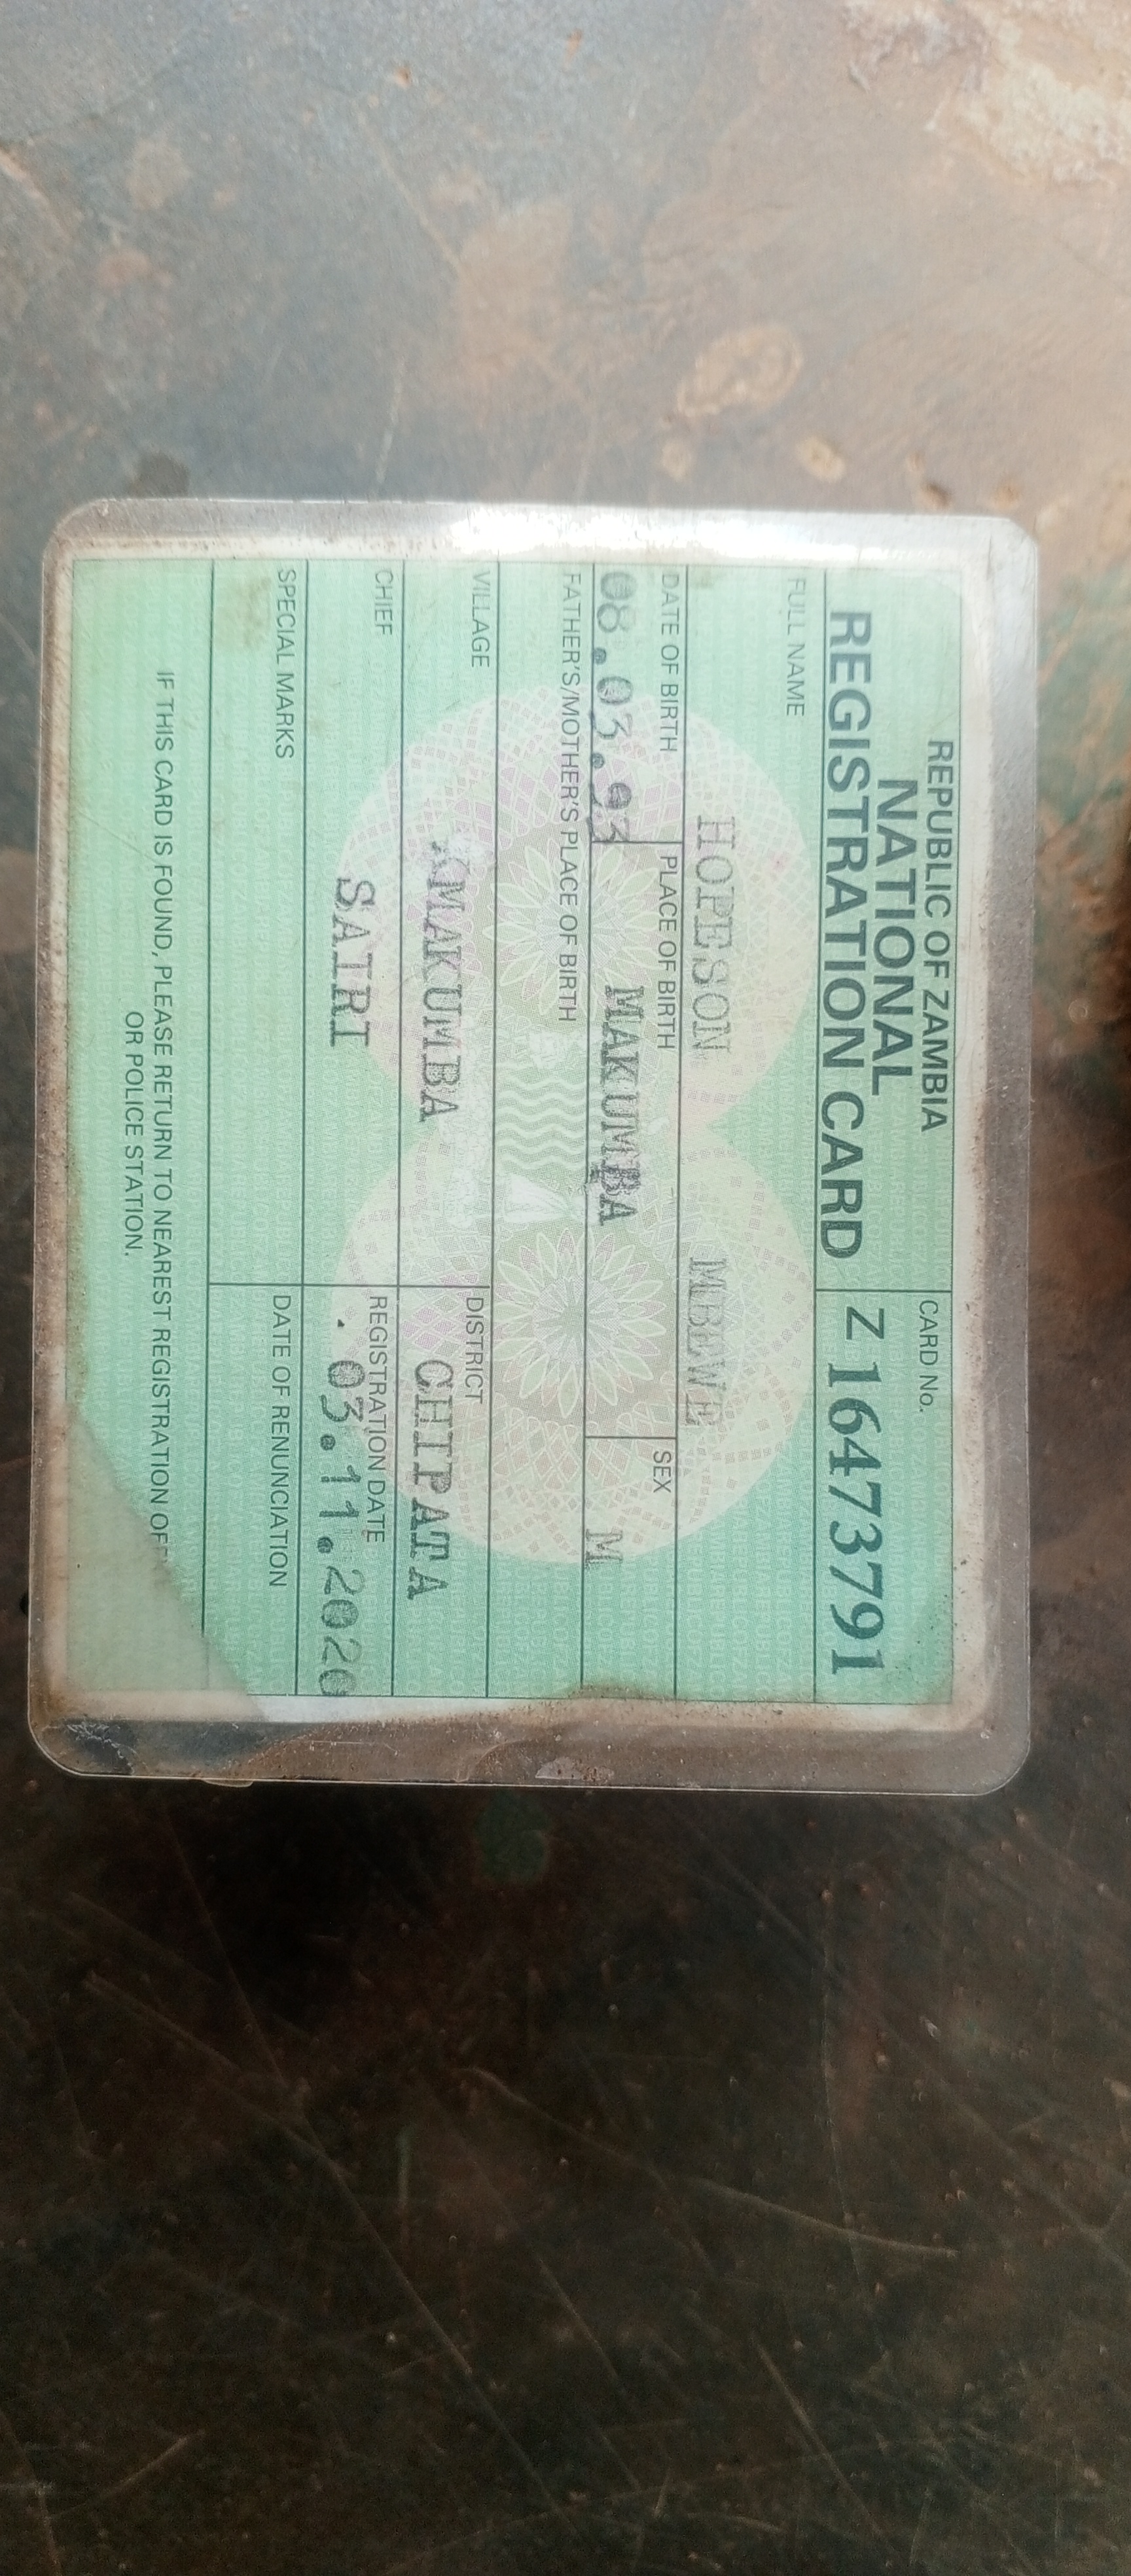 REPUBLIC OF ZAMBIA
NATIONAL
REGISTRATION CARD
CARD No.
Z 16473791
FULL NAME
HOPESON MBEWE
DATE OF BIRTH PLACE OF BIRTH SEX
08.03.93 MAKUMBA M
FATHER'S/MOTHER'S PLACE OF BIRTH
VILLAGE DISTRICT
MAKUMBA CHIPATA
CHIEF REGISTRATION DATE
SAIRI 03.11.2020
SPECIAL MARKS DATE OF RENUNCIATION
IF THIS CARD IS FOUND, PLEASE RETURN TO NEAREST REGISTRATION
OR POLICE STATION.